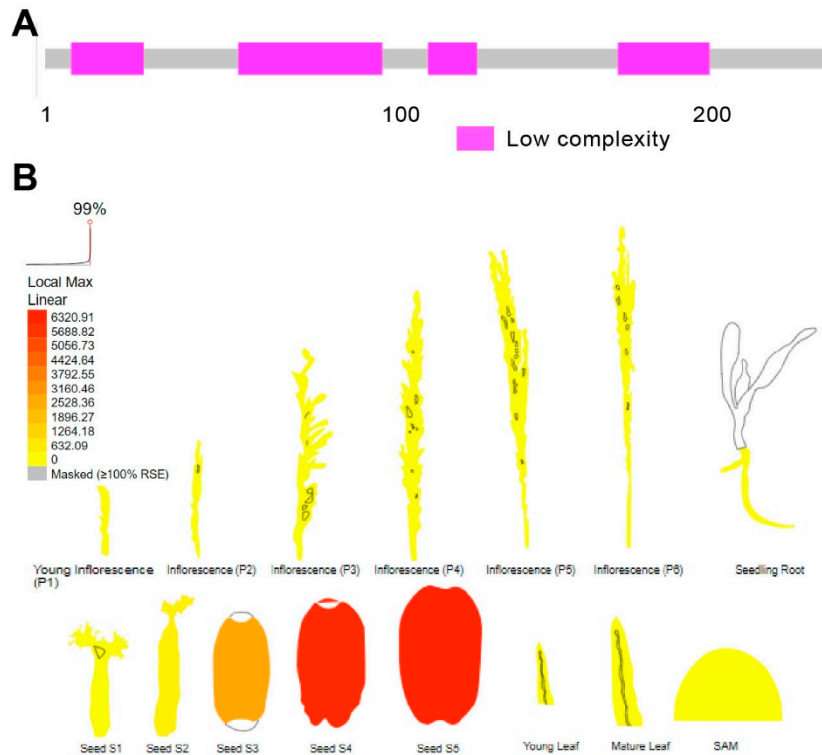 A
1 100 200
Low complexity
B
99%
Local Max
Linear
6320.91
5688.82
5056.73
4424.64
3792.55
3160.46
2528.36
1896.27
1264.18
632.09
0
Masked (≥100% RSE)
Young Inflorescence
(P1)
Inflorescence (P2)
Inflorescence (P3)
Inflorescence (P4)
Inflorescence (P5)
Inflorescence (P6)
Seedling Root
Seed S1
Seed S2
Seed S3
Seed S4
Seed S5
Young Leaf
Mature Leaf
SAM